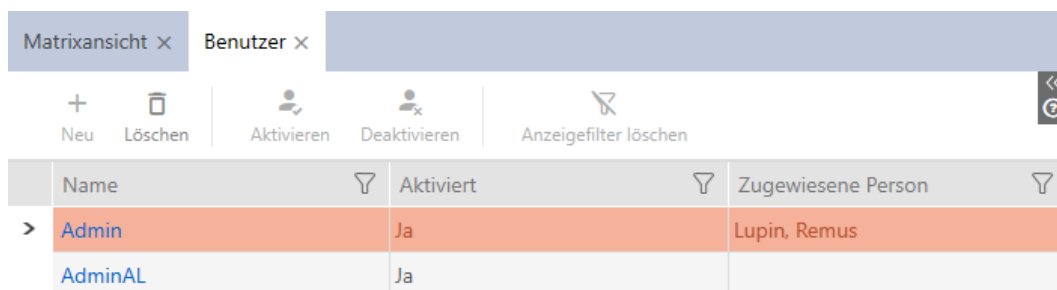 Matrixansicht × Benutzer ×
Neu Löschen Aktivieren Deaktivieren Anzeigefilter löschen
Name Aktiviert Zugewiesene Person
Admin Ja Lupin, Remus
AdminAL Ja